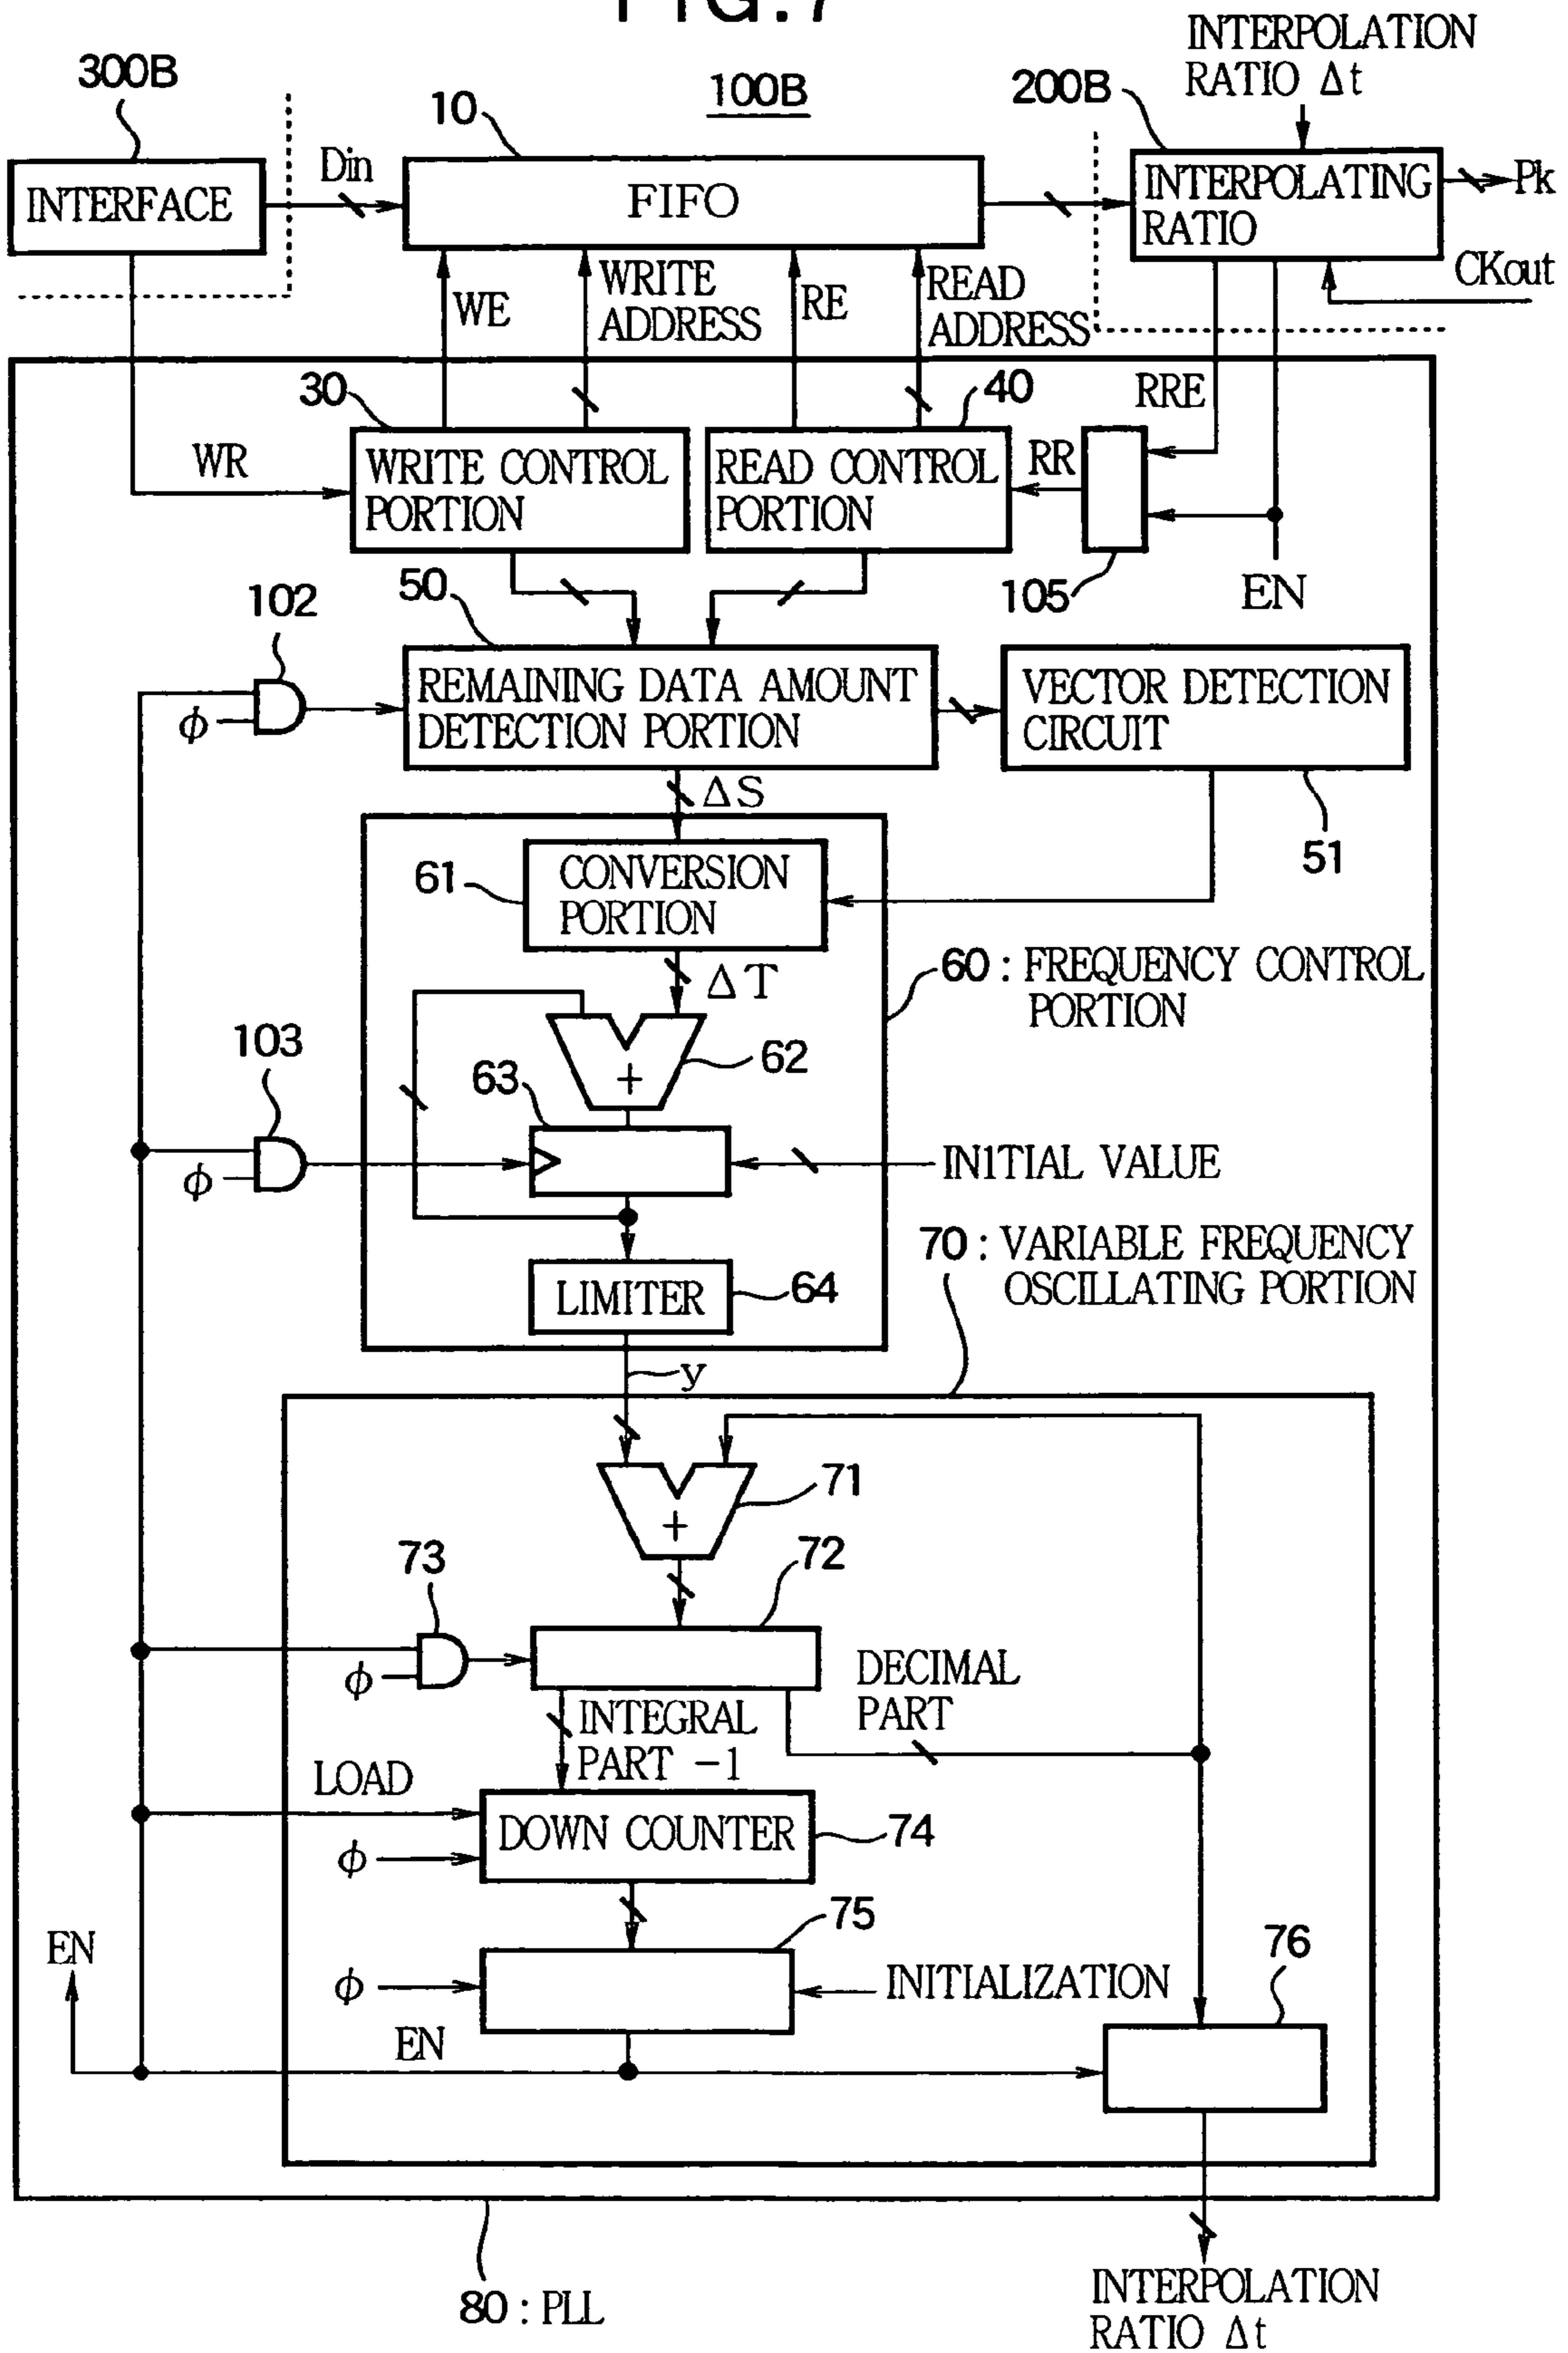 FIG.7
INTERPOLATION
RATIO Δt
300B
10
100B
200B
Din
INTERFACE
FIFO
INTERPOLATING
RATIO
Pk
CKout
WE
WRITE
ADDRESS
RE
READ
ADDRESS
RRE
30
40
WR
WRITE CONTROL
PORTION
READ CONTROL
PORTION
RR
105
EN
102
50
ϕ
REMAINING DATA AMOUNT
DETECTION PORTION
VECTOR DETECTION
CIRCUIT
51
ΔS
61
CONVERSION
PORTION
60 : FREQUENCY CONTROL
PORTION
ΔT
103
62
+
63
ϕ
IN1TIAL VALUE
70 : VARIABLE FREQUENCY
OSCILLATING PORTION
LIMITER
64
y
71
+
72
73
ϕ
DECIMAL
PART
INTEGRAL
PART -1
LOAD
DOWN COUNTER
74
ϕ
75
76
EN
ϕ
INITIALIZATION
EN
80 : PLL
INTERPOLATION
RATIO Δt